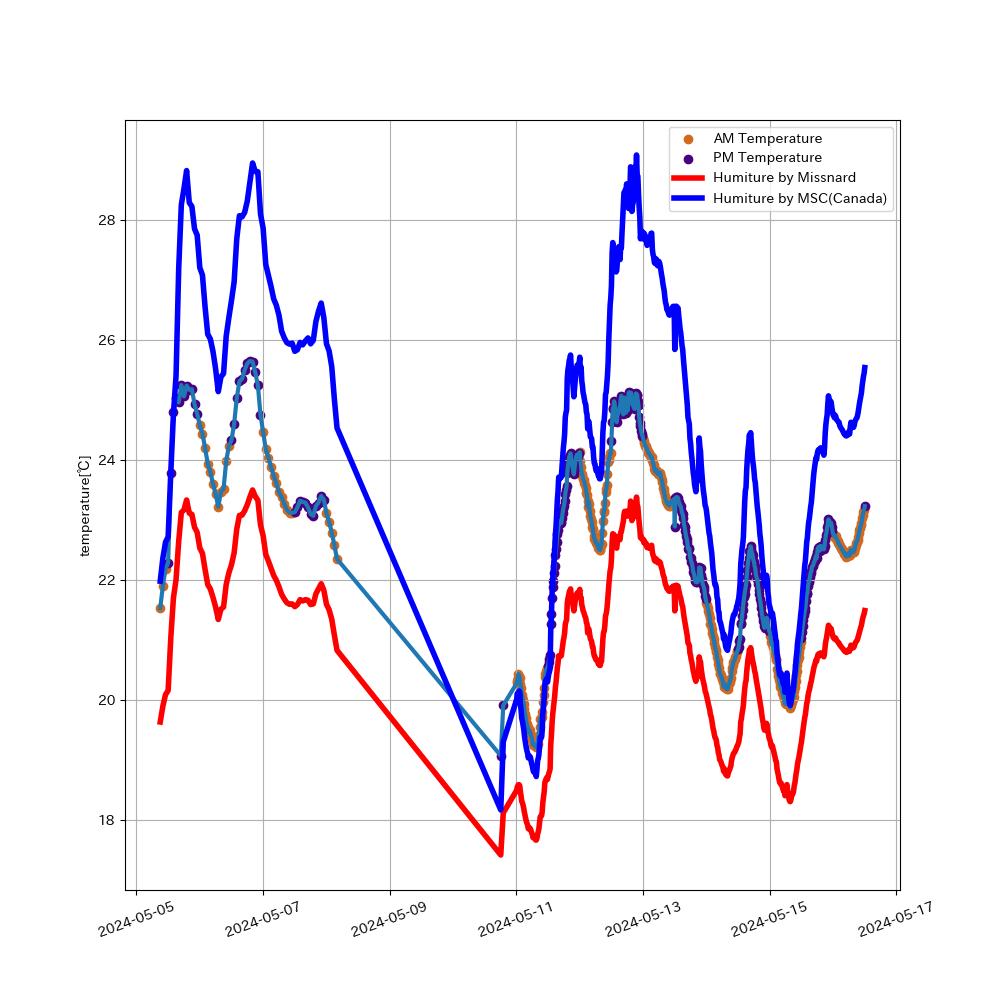 AM Temperature
PM Temperature
Humiture by Missnard
Humiture by MSC(Canada)
28
26
24
22
20
18
temperature[℃]
2024-05-05
2024-05-07
2024-05-09
2024-05-11
2024-05-13
2024-05-15
2024-05-17